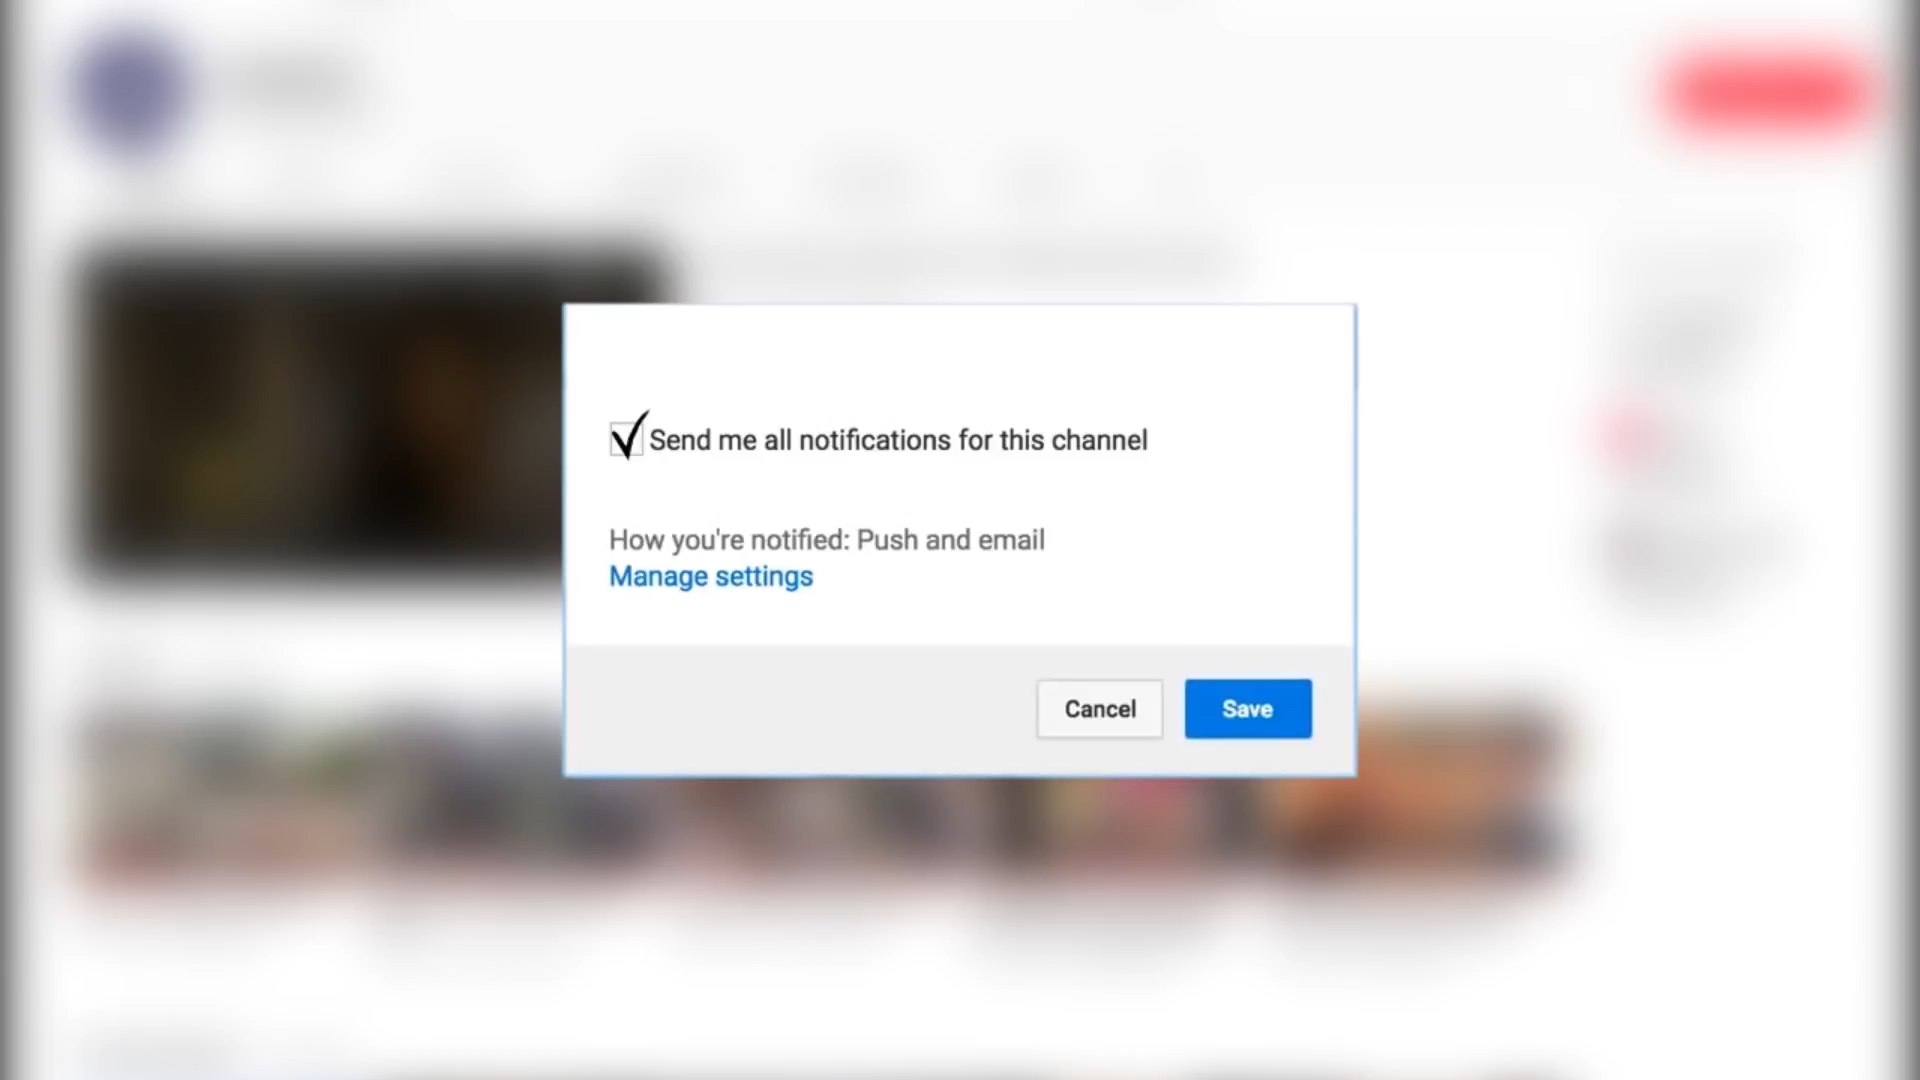 Send me all notifications for this channel
How you're notified: Push and email
Manage settings
Cancel
Save